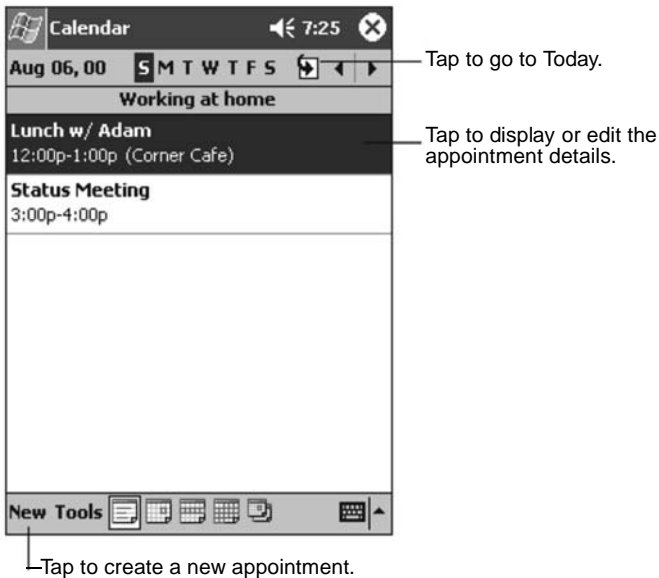 Calendar 7:25
Aug 06, 00 S M T W T F S
Tap to go to Today.
Working at home
Lunch w/ Adam
12:00p-1:00p (Corner Cafe)
Tap to display or edit the
appointment details.
Status Meeting
3:00p-4:00p
New Tools
Tap to create a new appointment.